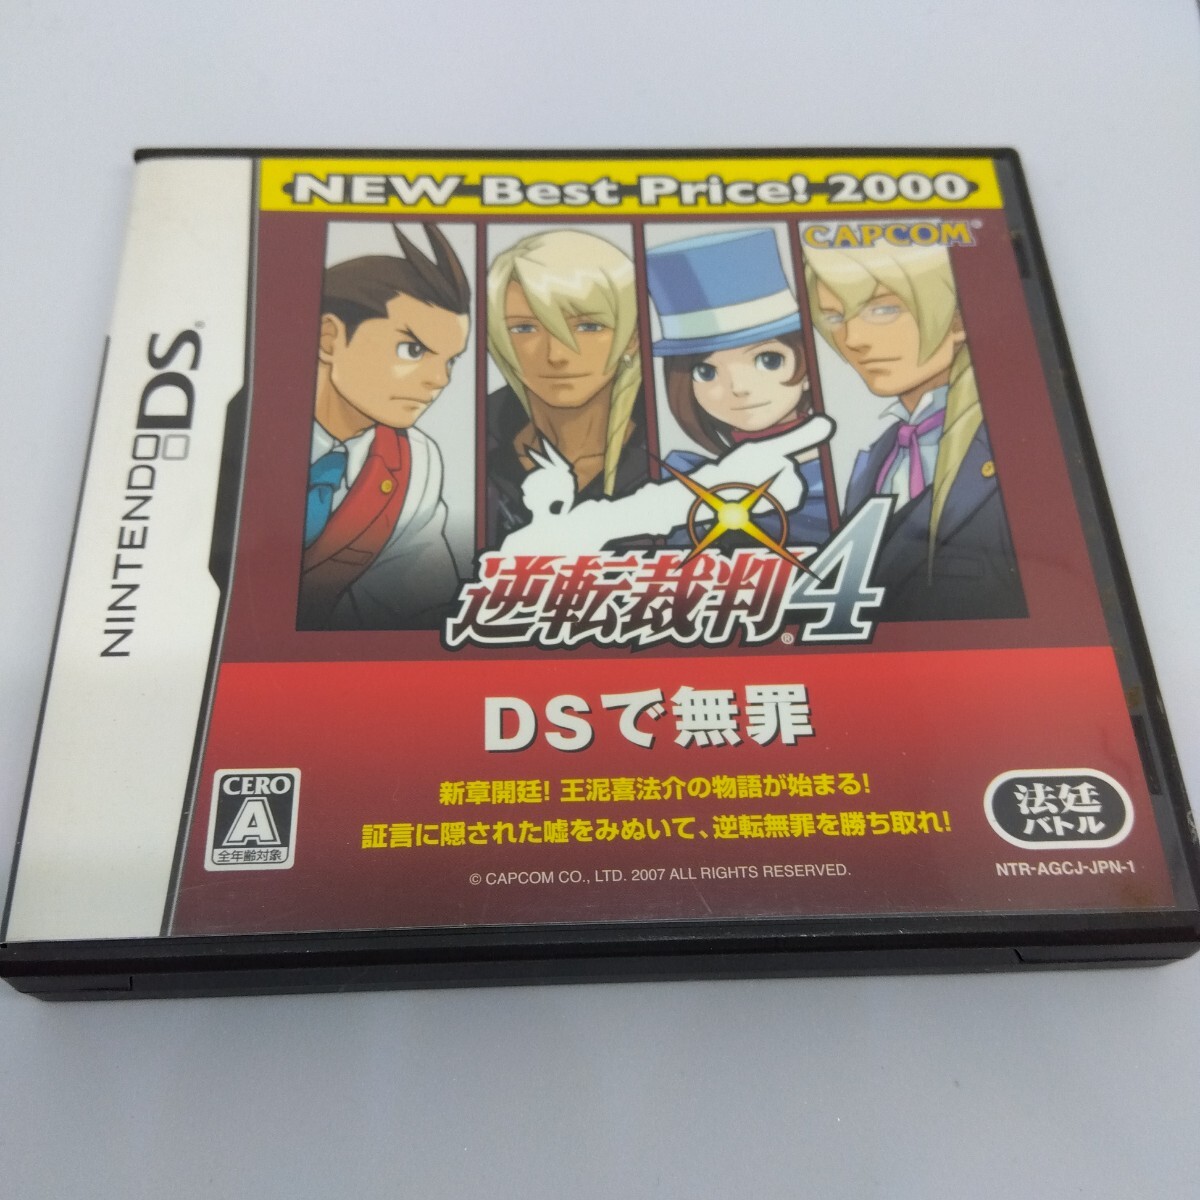 NEW Best Price! 2000
CAPCOM®
NINTENDO DS®
逆転裁判4®
DSで無罪
新章開廷! 王泥喜法介の物語が始まる!
証言に隠された嘘をみぬいて、逆転無罪を勝ち取れ!
CERO
A
全年齢対象
法廷
バトル
© CAPCOM CO., LTD. 2007 ALL RIGHTS RESERVED.
NTR-AGCJ-JPN-1